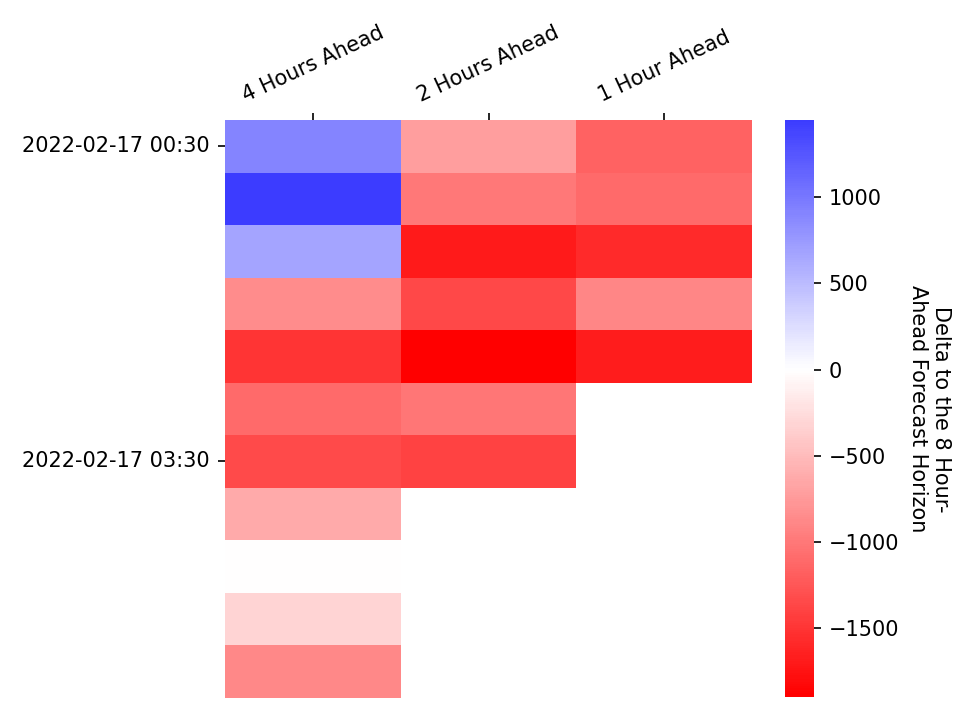 4 Hours Ahead
2 Hours Ahead
1 Hour Ahead
2022-02-17 00:30
2022-02-17 03:30
1000
500
0
−500
−1000
−1500
Delta to the 8 Hour-
Ahead Forecast Horizon